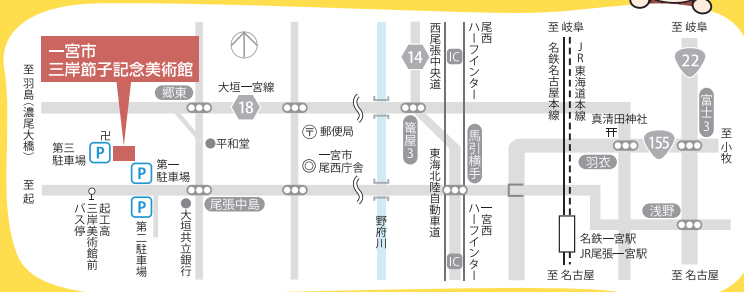 一宮市
三岸節子記念美術館
至 羽島(濃尾大橋)
至 起
郷東
大垣一宮線
18
卍
第三
駐車場
P
P
第一
駐車場
P
第二駐車場
起工高
三岸美術館前
バス停
平和堂
尾張中島
大垣共立銀行
〒 郵便局
一宮市
尾西庁舎
野府川
西尾張中央道
14
篭屋3
東海北陸自動車道
尾西
ハーフインター
IC
馬引横手
一宮西
ハーフインター
IC
至 岐阜
名鉄名古屋本線
JR東海道本線
真清田神社
羽衣
155
名鉄一宮駅
JR尾張一宮駅
至 名古屋
至 岐阜
22
富士3
至 小牧
浅野
至 名古屋